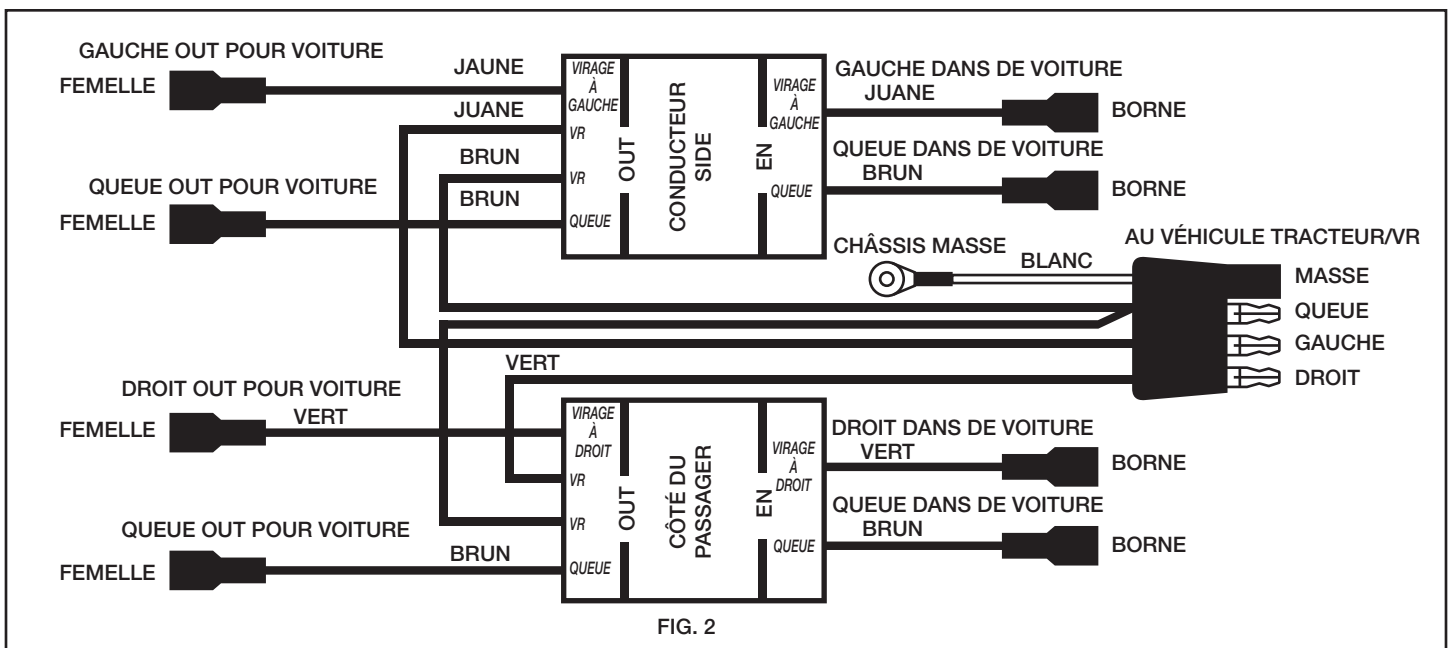 GAUCHE OUT POUR VOITURE
FEMELLE
JAUNE
JUANE
BRUN
QUEUE OUT POUR VOITURE
BRUN
FEMELLE
VIRAGE
À
GAUCHE
VR
VR
QUEUE
OUT
CONDUCTEUR
SIDE
EN
VIRAGE
À
GAUCHE
QUEUE
GAUCHE DANS DE VOITURE
JUANE
BORNE
QUEUE DANS DE VOITURE
BRUN
BORNE
CHÂSSIS MASSE
BLANC
AU VÉHICULE TRACTEUR/VR
MASSE
QUEUE
GAUCHE
DROIT
VERT
DROIT OUT POUR VOITURE
VERT
FEMELLE
QUEUE OUT POUR VOITURE
BRUN
FEMELLE
VIRAGE
À
DROIT
VR
VR
QUEUE
OUT
CÔTÉ DU
PASSAGER
EN
VIRAGE
À
DROIT
QUEUE
DROIT DANS DE VOITURE
VERT
BORNE
QUEUE DANS DE VOITURE
BRUN
BORNE
FIG. 2